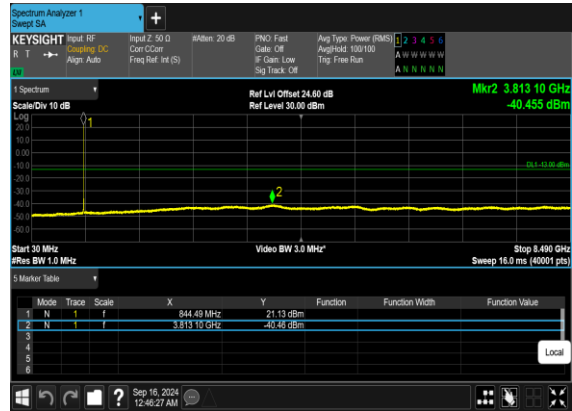 Spectrum Analyzer 1
Swept SA
+
KEYSIGHT Input: RF Input Z: 50 Ω #Atten: 20 dB PNO: Fast Avg Type: Power (RMS) 1 2 3 4 5 6
R T Coupling: DC Corr CCorr Gate: Off Avg|Hold: 100/100 A W W W W W
Align: Auto Freq Ref: Int (S) IF Gain: Low Trig: Free Run
Sig Track: Off A N N N N N
1 Spectrum Ref Lvl Offset 24.60 dB Mkr2 3.813 10 GHz
Scale/Div 10 dB Ref Level 30.00 dBm -40.455 dBm
Log
20.0
10.0
0.00
-10.0
-20.0
-30.0
-40.0
-50.0
-60.0
1
DL1 -13.00 dBm
2
Start 30 MHz Video BW 3.0 MHz* Stop 8.490 GHz
#Res BW 1.0 MHz Sweep 16.0 ms (40001 pts)
5 Marker Table
Mode Trace Scale X Y Function Function Width Function Value
1 N 1 f 844.49 MHz 21.13 dBm
2 N 1 f 3.813 10 GHz -40.46 dBm
3
4
5
6
Local
? Sep 16, 2024
12:46:27 AM